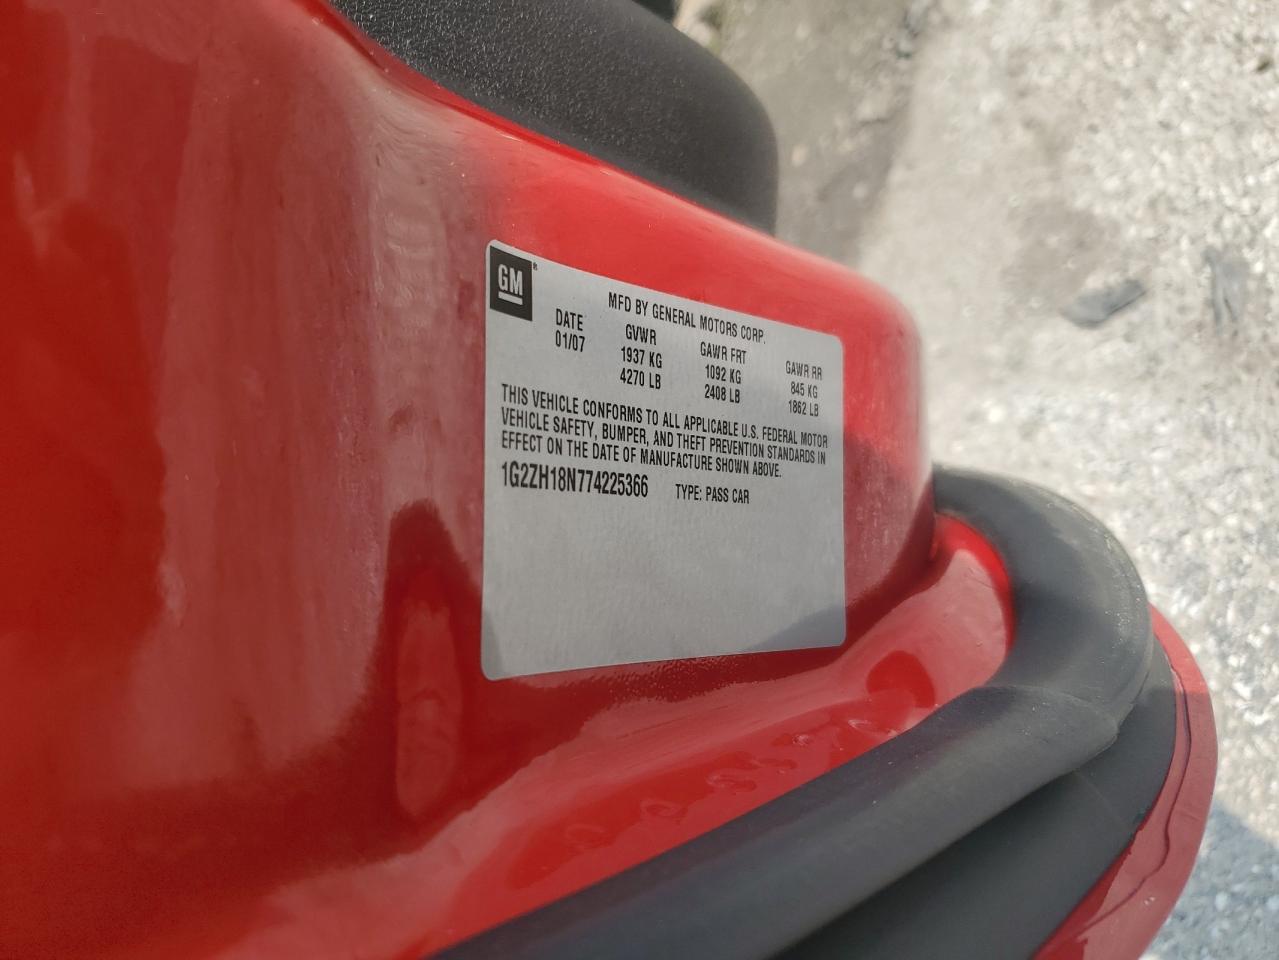 GM
MFD BY GENERAL MOTORS CORP.
DATE GVWR GAWR FRT GAWR RR
01/07 1937 KG 1092 KG 845 KG
4270 LB 2408 LB 1862 LB
THIS VEHICLE CONFORMS TO ALL APPLICABLE U.S. FEDERAL MOTOR
VEHICLE SAFETY, BUMPER, AND THEFT PREVENTION STANDARDS IN
EFFECT ON THE DATE OF MANUFACTURE SHOWN ABOVE.
1G2ZH18N774225366 TYPE: PASS CAR